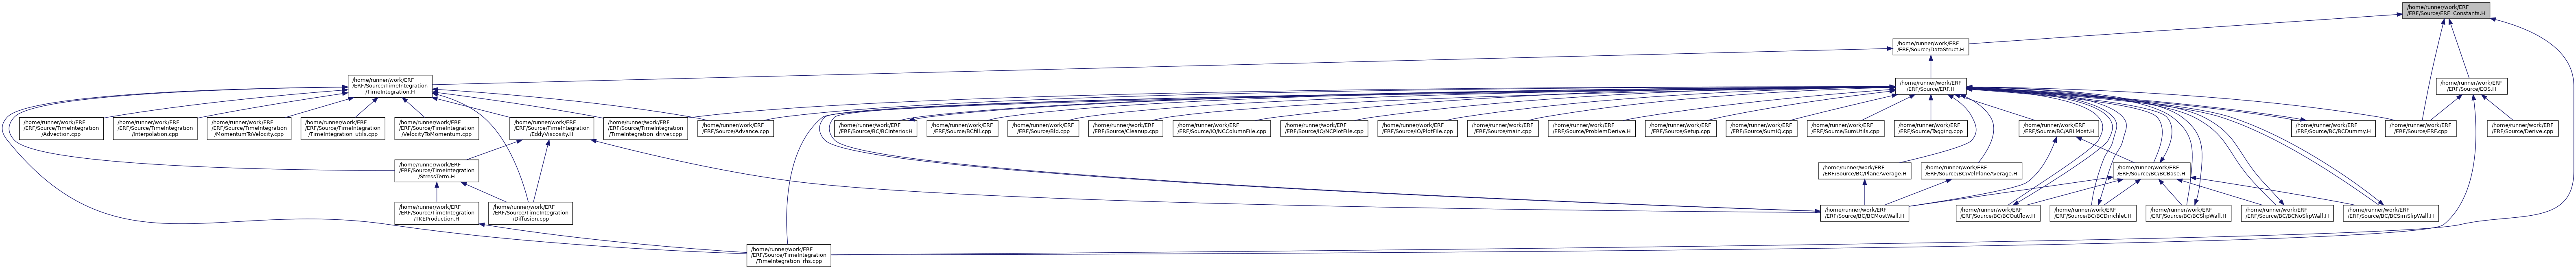 /home/runner/work/ERF
/ERF/Source/ERF_Constants.H
/home/runner/work/ERF
/ERF/Source/DataStruct.H
/home/runner/work/ERF
/ERF/Source/TimeIntegration
/TimeIntegration.H
/home/runner/work/ERF
/ERF/Source/ERF.H
/home/runner/work/ERF
/ERF/Source/EOS.H
/home/runner/work/ERF
/ERF/Source/TimeIntegration
/Advection.cpp
/home/runner/work/ERF
/ERF/Source/TimeIntegration
/Interpolation.cpp
/home/runner/work/ERF
/ERF/Source/TimeIntegration
/MomentumToVelocity.cpp
/home/runner/work/ERF
/ERF/Source/TimeIntegration
/TimeIntegration_utils.cpp
/home/runner/work/ERF
/ERF/Source/TimeIntegration
/VelocityToMomentum.cpp
/home/runner/work/ERF
/ERF/Source/TimeIntegration
/EddyViscosity.H
/home/runner/work/ERF
/ERF/Source/TimeIntegration
/TimeIntegration_driver.cpp
/home/runner/work/ERF
/ERF/Source/Advance.cpp
/home/runner/work/ERF
/ERF/Source/BC/BCInterior.H
/home/runner/work/ERF
/ERF/Source/BCfill.cpp
/home/runner/work/ERF
/ERF/Source/Bld.cpp
/home/runner/work/ERF
/ERF/Source/Cleanup.cpp
/home/runner/work/ERF
/ERF/Source/IO/NCColumnFile.cpp
/home/runner/work/ERF
/ERF/Source/IO/NCPlotFile.cpp
/home/runner/work/ERF
/ERF/Source/IO/PlotFile.cpp
/home/runner/work/ERF
/ERF/Source/main.cpp
/home/runner/work/ERF
/ERF/Source/ProblemDerive.H
/home/runner/work/ERF
/ERF/Source/Setup.cpp
/home/runner/work/ERF
/ERF/Source/SumIQ.cpp
/home/runner/work/ERF
/ERF/Source/SumUtils.cpp
/home/runner/work/ERF
/ERF/Source/Tagging.cpp
/home/runner/work/ERF
/ERF/Source/BC/ABLMost.H
/home/runner/work/ERF
/ERF/Source/BC/BCDummy.H
/home/runner/work/ERF
/ERF/Source/ERF.cpp
/home/runner/work/ERF
/ERF/Source/Derive.cpp
/home/runner/work/ERF
/ERF/Source/TimeIntegration
/StressTerm.H
/home/runner/work/ERF
/ERF/Source/BC/PlaneAverage.H
/home/runner/work/ERF
/ERF/Source/BC/VelPlaneAverage.H
/home/runner/work/ERF
/ERF/Source/BC/BCBase.H
/home/runner/work/ERF
/ERF/Source/TimeIntegration
/TKEProduction.H
/home/runner/work/ERF
/ERF/Source/TimeIntegration
/Diffusion.cpp
/home/runner/work/ERF
/ERF/Source/BC/BCMostWall.H
/home/runner/work/ERF
/ERF/Source/BC/BCOutflow.H
/home/runner/work/ERF
/ERF/Source/BC/BCDirichlet.H
/home/runner/work/ERF
/ERF/Source/BC/BCSlipWall.H
/home/runner/work/ERF
/ERF/Source/BC/BCNoSlipWall.H
/home/runner/work/ERF
/ERF/Source/BC/BCSimSlipWall.H
/home/runner/work/ERF
/ERF/Source/TimeIntegration
/TimeIntegration_rhs.cpp